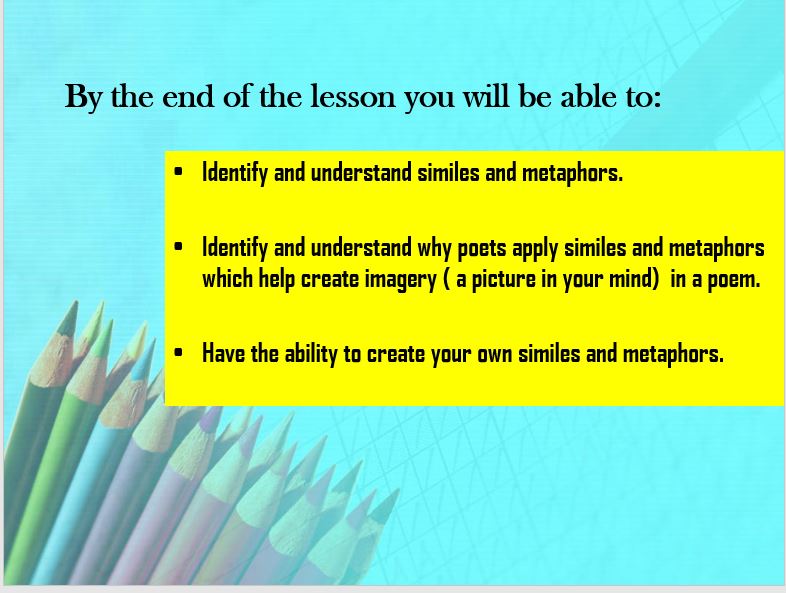 By the end of the lesson you will be able to:
• Identify and understand similes and metaphors.
• Identify and understand why poets apply similes and metaphors
which help create imagery ( a picture in your mind)  in a poem.
• Have the ability to create your own similes and metaphors.